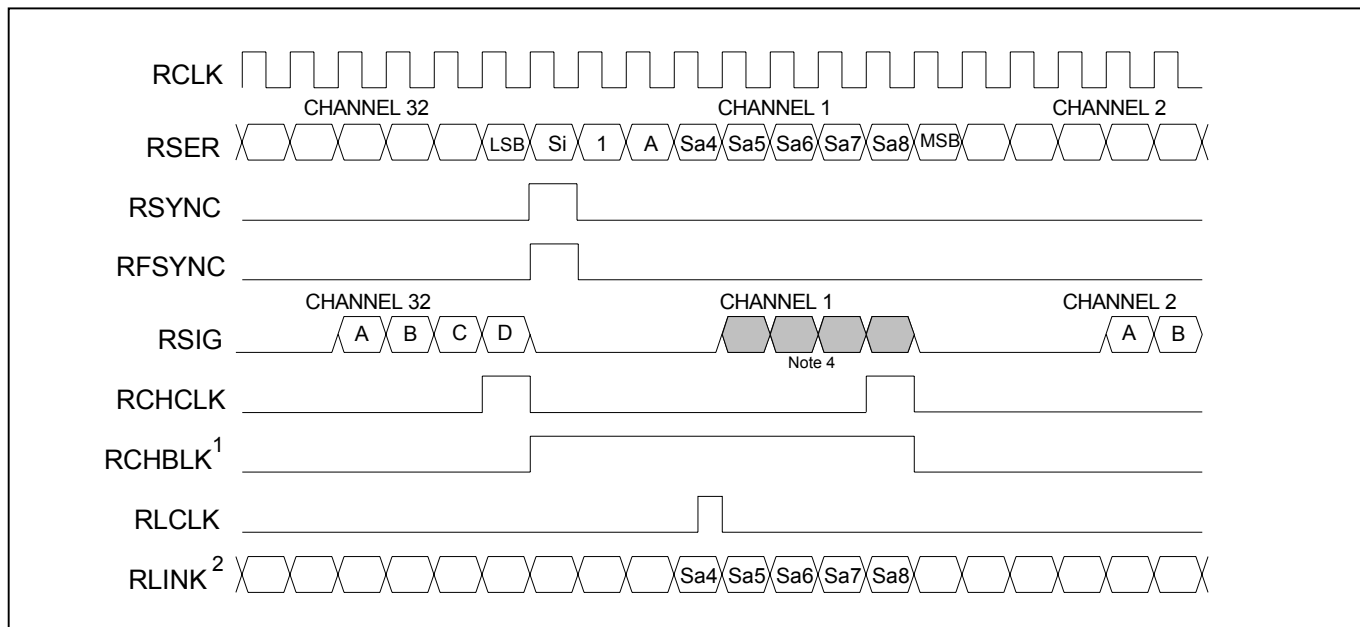 RCLK
CHANNEL 32 CHANNEL 1 CHANNEL 2
RSER LSB Si 1 A Sa4 Sa5 Sa6 Sa7 Sa8 MSB
RSYNC
RFSYNC
CHANNEL 32 CHANNEL 1 CHANNEL 2
RSIG A B C D A B
Note 4
RCHCLK
RCHBLK1
RLCLK
RLINK2 Sa4 Sa5 Sa6 Sa7 Sa8